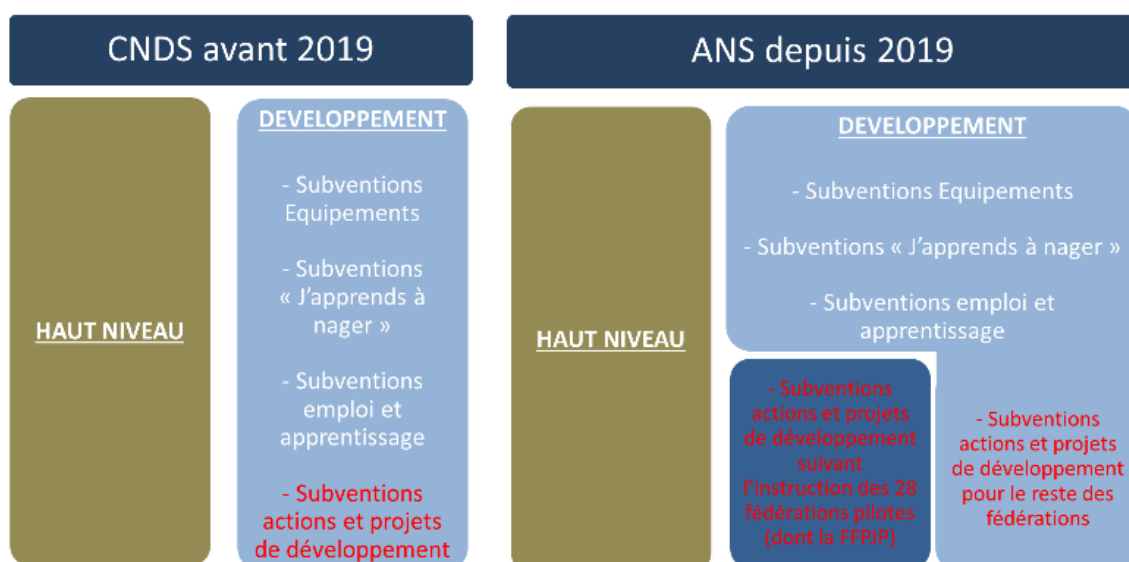 CNDS avant 2019
HAUT NIVEAU
DEVELOPPEMENT
- Subventions
Equipements
- Subventions
« J’apprends à
nager »
- Subventions
emploi et
apprentissage
- Subventions
actions et projets
de développement
ANS depuis 2019
HAUT NIVEAU
DEVELOPPEMENT
- Subventions Equipements
- Subventions « J’apprends à nager »
- Subventions emploi et
apprentissage
- Subventions
actions et projets
de développement
suivant
l’instruction des 28
fédérations pilotes
(dont la FFPJP)
- Subventions
actions et projets
de développement
pour le reste des
fédérations